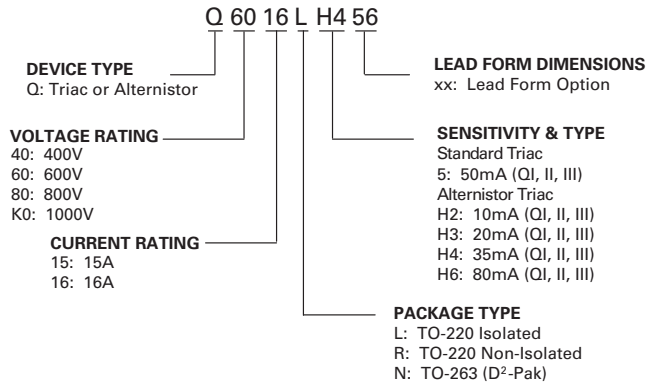 Q 60 16 L H4 56
DEVICE TYPE
Q: Triac or Alternistor
VOLTAGE RATING
40: 400V
60: 600V
80: 800V
K0: 1000V
CURRENT RATING
15: 15A
16: 16A
LEAD FORM DIMENSIONS
xx: Lead Form Option
SENSITIVITY & TYPE
Standard Triac
5: 50mA (QI, II, III)
Alternistor Triac
H2: 10mA (QI, II, III)
H3: 20mA (QI, II, III)
H4: 35mA (QI, II, III)
H6: 80mA (QI, II, III)
PACKAGE TYPE
L: TO-220 Isolated
R: TO-220 Non-Isolated
N: TO-263 (D²-Pak)